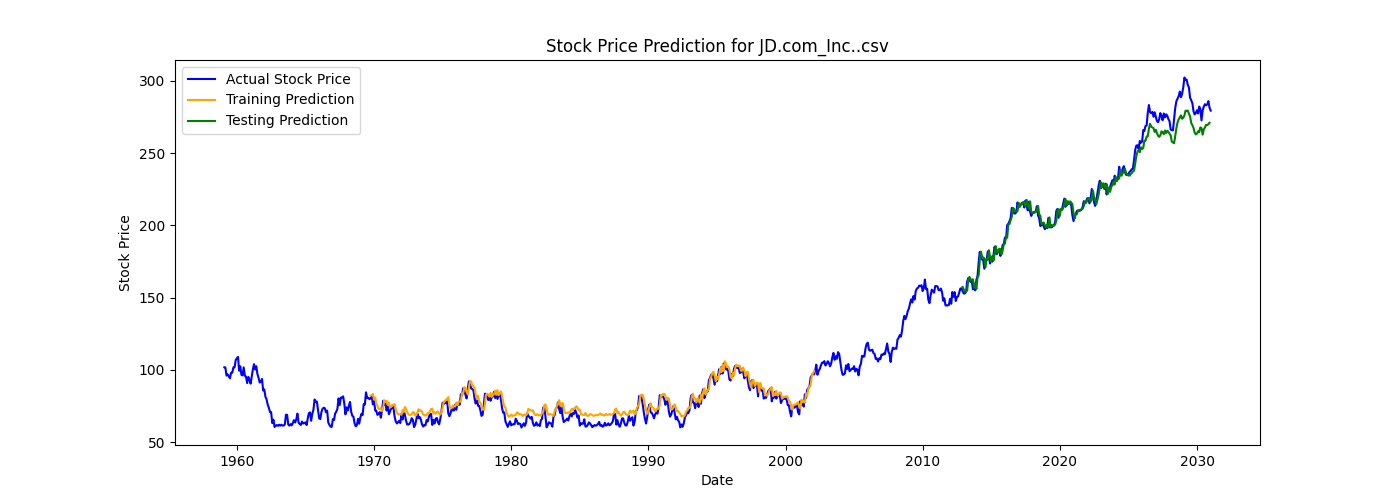 Stock Price Prediction for JD.com_Inc..csv
Actual Stock Price
Training Prediction
Testing Prediction
Stock Price
300
250
200
150
100
50
1960 1970 1980 1990 2000 2010 2020 2030
Date